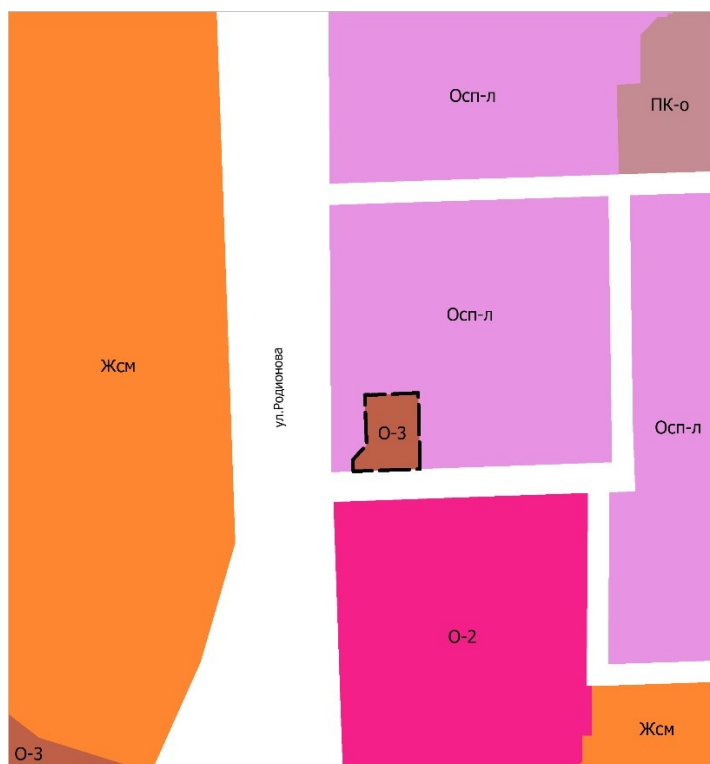 Осп-л
ПК-о
Осп-л
Жсм
ул.Родионова
Осп-л
О-3
О-2
Жсм
О-3